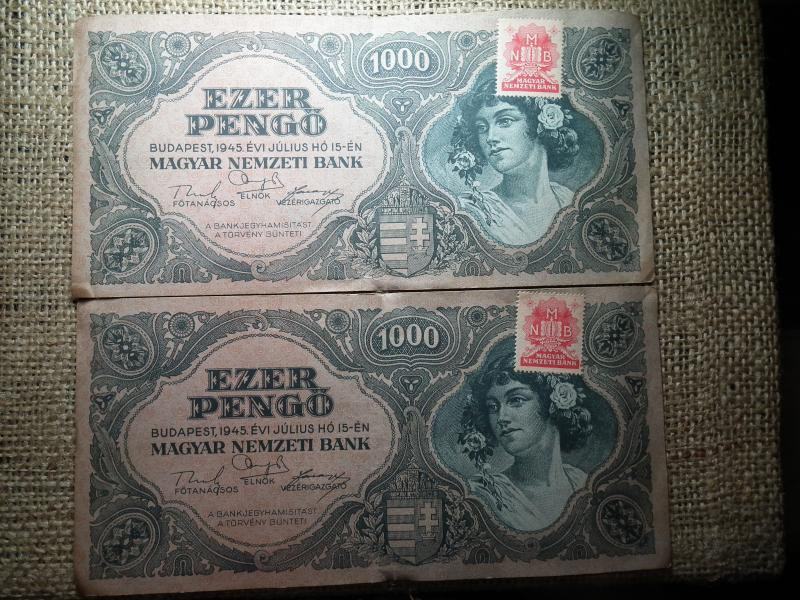 1000
M
N B
MAGYAR
NEMZETI BANK
EZER
PENGŐ
BUDAPEST, 1945. ÉVI JÚLIUS HÓ 15-ÉN
MAGYAR NEMZETI BANK
ELNÖK
FŐTANÁCSOS VEZÉRIGAZGATÓ
A BANKJEGYHAMISÍTÁST
A TÖRVÉNY BÜNTETI
1000
M
N B
MAGYAR
NEMZETI BANK
EZER
PENGŐ
BUDAPEST, 1945. ÉVI JÚLIUS HÓ 15-ÉN
MAGYAR NEMZETI BANK
ELNÖK
FŐTANÁCSOS VEZÉRIGAZGATÓ
A BANKJEGYHAMISÍTÁST
A TÖRVÉNY BÜNTETI